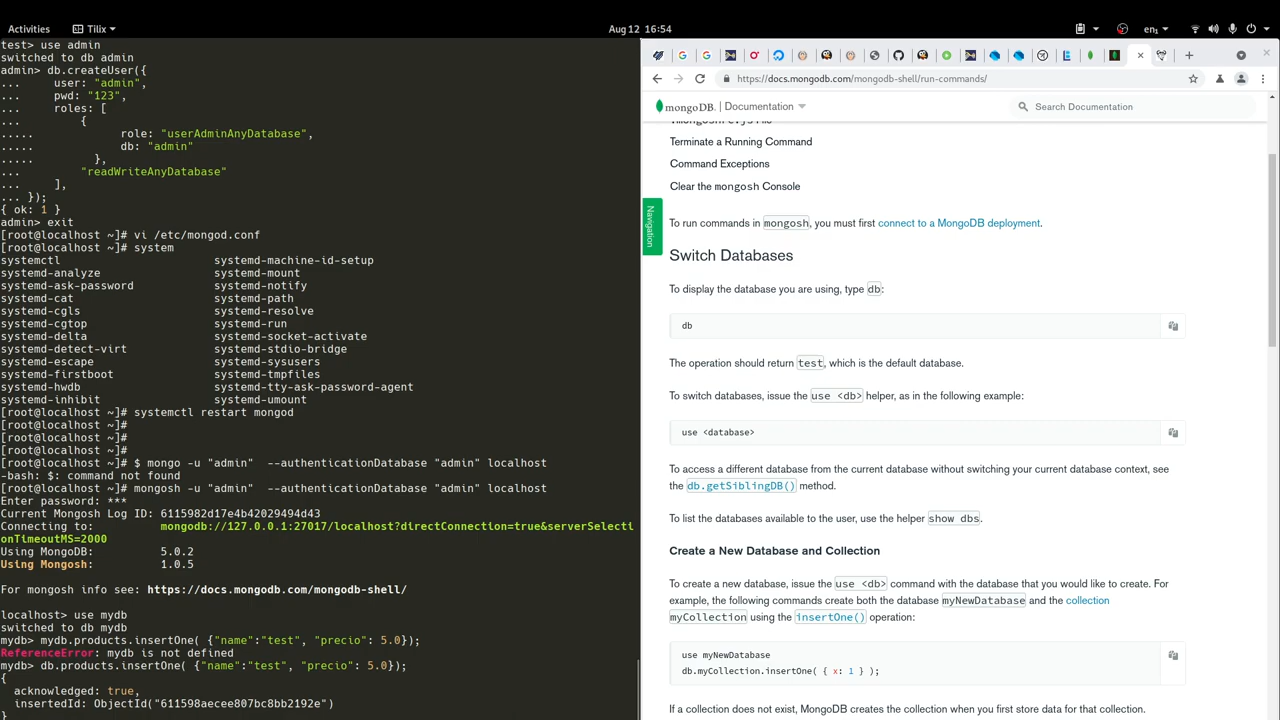 Activities
Tilix
Aug 12 16:54
en₁
test> use admin
switched to db admin
admin> db.createUser({
... user: "admin",
... pwd: "123",
... roles: [
..... {
..... role: "userAdminAnyDatabase",
..... db: "admin"
..... },
... "readWriteAnyDatabase"
... ],
... });
{ ok: 1 }
admin> exit
[root@localhost ~]# vi /etc/mongod.conf
[root@localhost ~]# system
systemctl systemd-machine-id-setup
systemd-analyze systemd-mount
systemd-ask-password systemd-notify
systemd-cat systemd-path
systemd-cgls systemd-resolve
systemd-cgtop systemd-run
systemd-delta systemd-socket-activate
systemd-detect-virt systemd-stdio-bridge
systemd-escape systemd-sysusers
systemd-firstboot systemd-tmpfiles
systemd-hwdb systemd-tty-ask-password-agent
systemd-inhibit systemd-umount
[root@localhost ~]# systemctl restart mongod
[root@localhost ~]#
[root@localhost ~]#
[root@localhost ~]#
[root@localhost ~]# $ mongo -u "admin" --authenticationDatabase "admin" localhost
-bash: $: command not found
[root@localhost ~]# mongosh -u "admin" --authenticationDatabase "admin" localhost
Enter password: ***
Current Mongosh Log ID: 6115982d17e4b42029494d43
Connecting to: mongodb://127.0.0.1:27017/localhost?directConnection=true&serverSelecti
onTimeoutMS=2000
Using MongoDB: 5.0.2
Using Mongosh: 1.0.5
For mongosh info see: https://docs.mongodb.com/mongodb-shell/
localhost> use mydb
switched to db mydb
mydb> mydb.products.insertOne( {"name":"test", "precio": 5.0});
ReferenceError: mydb is not defined
mydb> db.products.insertOne( {"name":"test", "precio": 5.0});
{
acknowledged: true,
insertedId: ObjectId("611598aecee807bc8bb2192e")
}
https://docs.mongodb.com/mongodb-shell/run-commands/
mongoDB. | Documentation
Search Documentation
Navigation
Terminate a Running Command
Command Exceptions
Clear the mongosh Console
To run commands in mongosh, you must first connect to a MongoDB deployment.
Switch Databases
To display the database you are using, type db:
db
The operation should return test, which is the default database.
To switch databases, issue the use <db> helper, as in the following example:
use <database>
To access a different database from the current database without switching your current database context, see
the db.getSiblingDB() method.
To list the databases available to the user, use the helper show dbs.
Create a New Database and Collection
To create a new database, issue the use <db> command with the database that you would like to create. For
example, the following commands create both the database myNewDatabase and the collection
myCollection using the insertOne() operation:
use myNewDatabase
db.myCollection.insertOne( { x: 1 } );
If a collection does not exist, MongoDB creates the collection when you first store data for that collection.